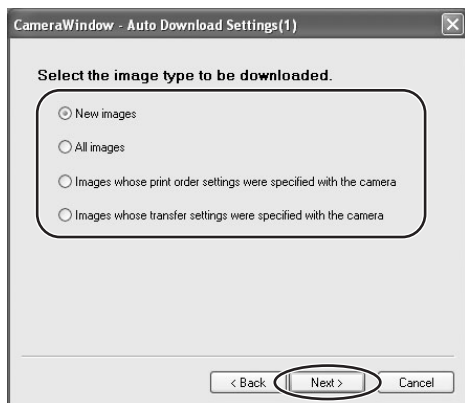 CameraWindow - Auto Download Settings(1)
Select the image type to be downloaded.
New images
All images
Images whose print order settings were specified with the camera
Images whose transfer settings were specified with the camera
< Back
Next >
Cancel